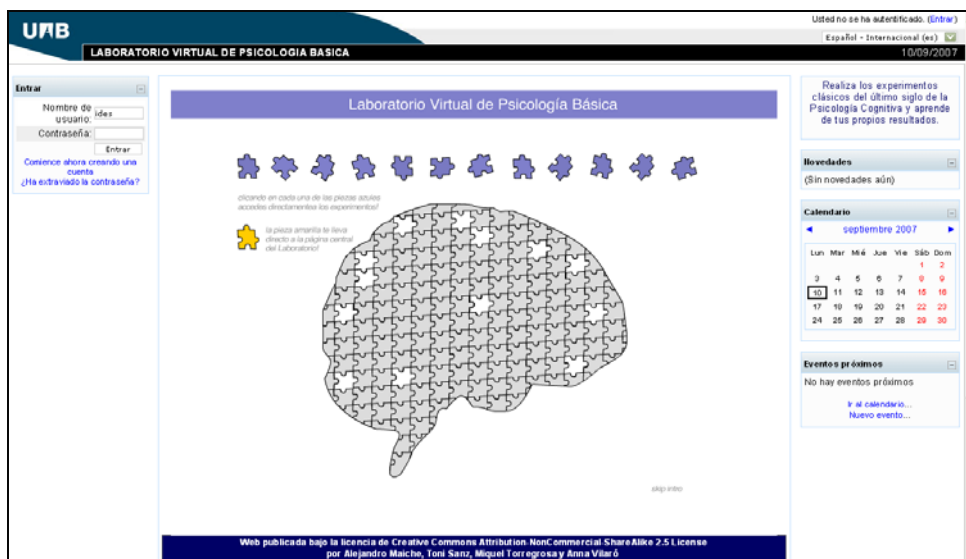 UAB
Usted no se ha autentificado. (Entrar)
Español - Internacional (es)
LABORATORIO VIRTUAL DE PSICOLOGIA BASICA
10/09/2007
Entrar
Nombre de usuario:
ides
Contraseña:
Entrar
Comience ahora creando una
cuenta
¿Ha extraviado la contraseña?
Laboratorio Virtual de Psicología Básica
clicando en cada una de las piezas azules
accedes directamentea los experimentos!
la pieza amarilla te lleva
directo a la página central
del Laboratorio!
skip intro
Realiza los experimentos
clásicos del último siglo de la
Psicología Cognitiva y aprende
de tus propios resultados.
Novedades
(Sin novedades aún)
Calendario
septiembre 2007
Lun Mar Mié Jue Vie Sáb Dom
1 2
3 4 5 6 7 8 9
10 11 12 13 14 15 16
17 18 19 20 21 22 23
24 25 26 27 28 29 30
Eventos próximos
No hay eventos próximos
Ir al calendario...
Nuevo evento...
Web publicada bajo la licencia de Creative Commons Attribution-NonCommercial-ShareAlike 2.5 License
por Alejandro Maiche, Toni Sanz, Miquel Torregrosa y Anna Vilaró